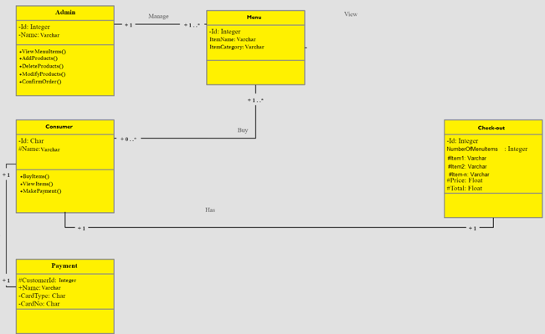 Admin
-Id: Integer
-Name: Varchar
+ViewMenuItems()
+AddProducts()
+DeleteProducts()
+ModifyProducts()
+ConfirmOrder()
+ 1
Manage
+ 1 ..*
Menu
-Id: Integer
ItemName: Varchar
ItemCategory: Varchar
View
+ 1 ..*
Buy
+ 0 ..*
Consumer
-Id: Char
#Name: Varchar
+BuyItems()
+ViewItems()
+MakePayment()
Check-out
-Id: Integer
NumberOfMenuItems : Integer
#Item1: Varchar
#Item2: Varchar
#Item-n: Varchar
#Price: Float
#Total: Float
+ 1
Has
+ 1
+ 1
+ 1
Payment
#CustomerId: Integer
+Name: Varchar
-CardType: Char
-CardNo: Char